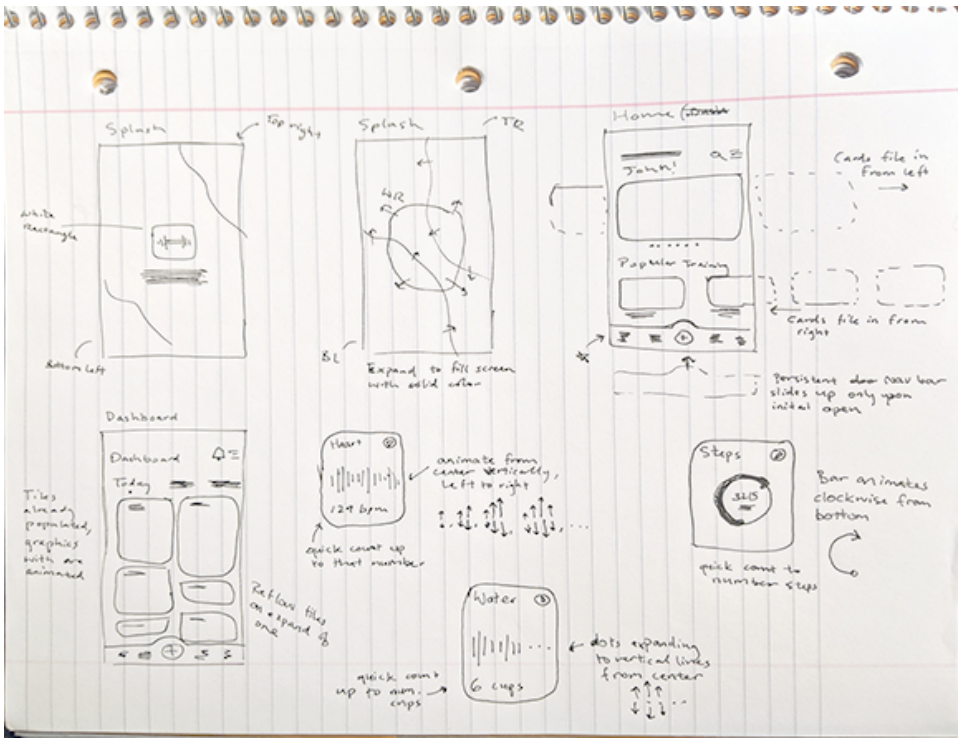 Splash
Top right
White
Rectangle
Bottom left
Splash
TR
WR
BL
Expand to fill screen
with solid color
Home
John!
Popular Training
Cards file in
from left
Cards file in from
right
Persistent nav bar
slides up only upon
initial open
Dashboard
Dashboard
Today
Tiles
already
populated,
graphics
with are
animated
Reflow tiles
on expand of
one
Heart
129 bpm
animate from
center vertically,
left to right
quick count up
to that number
Water
6 cups
quick count
up to num.
cups
dots expanding
to vertical lines
from center
Steps
3215
quick count to
number steps
Bar animates
clockwise from
bottom